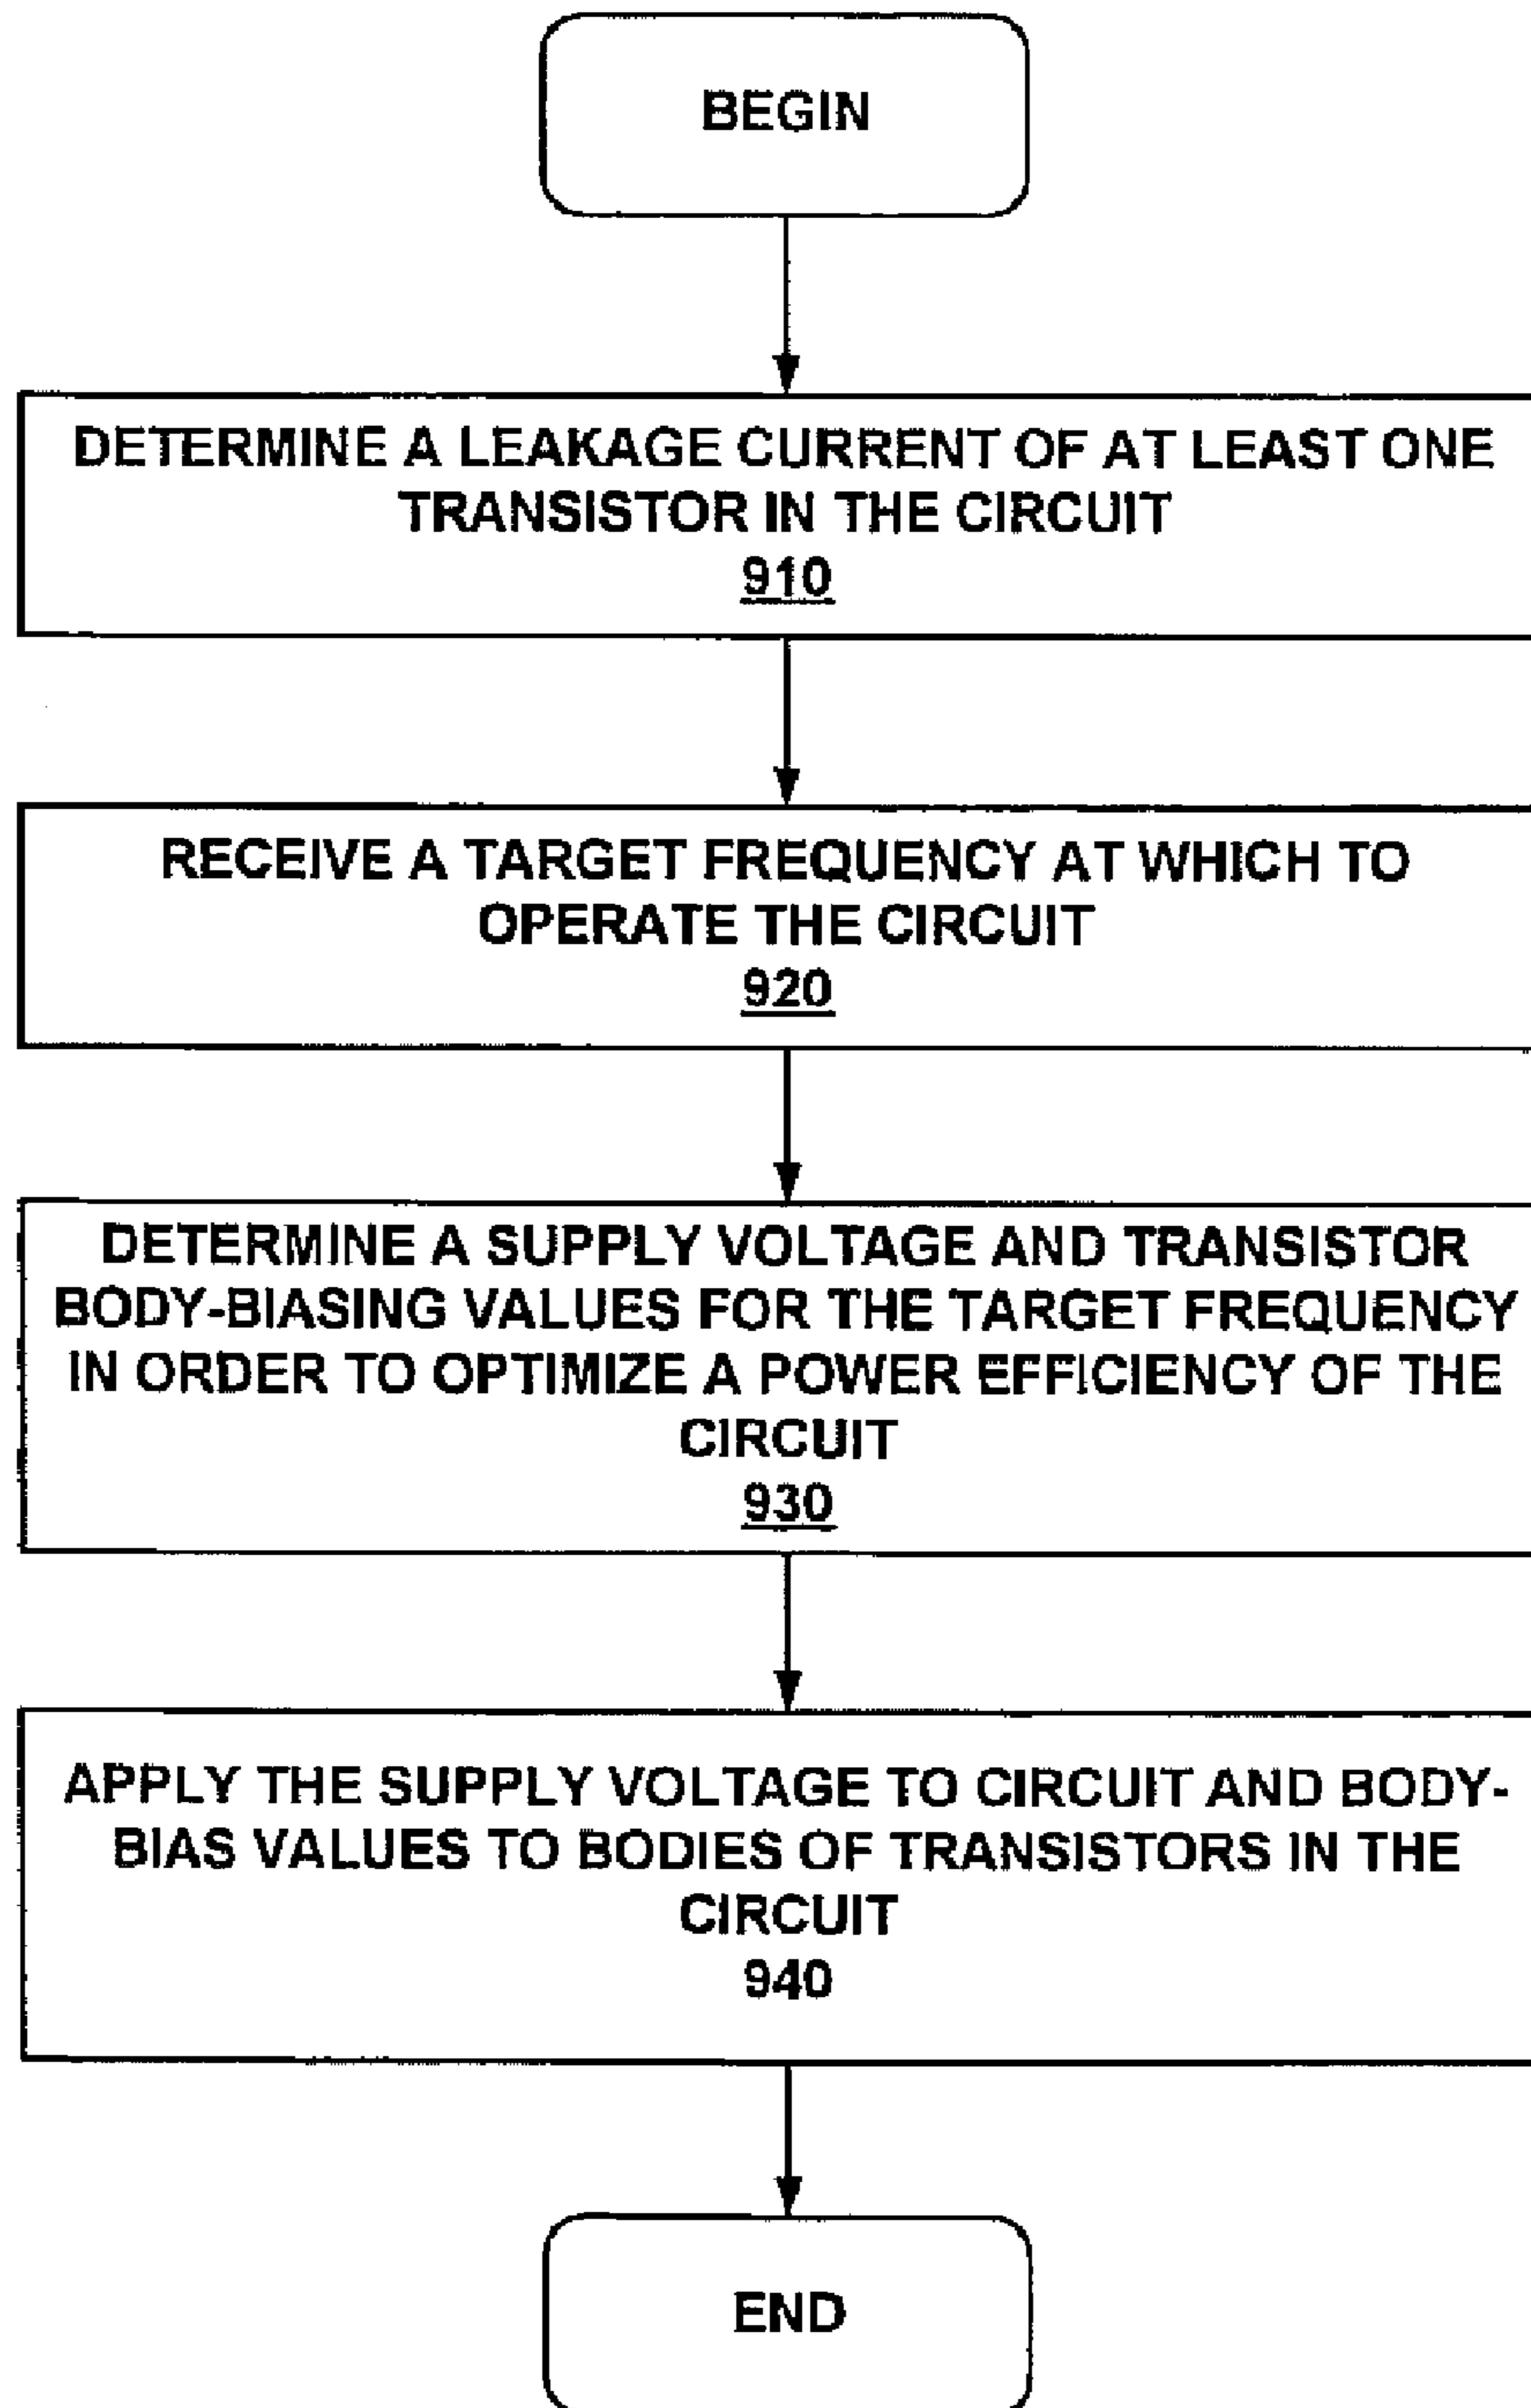 BEGIN
DETERMINE A LEAKAGE CURRENT OF AT LEAST ONE
TRANSISTOR IN THE CIRCUIT
910
RECEIVE A TARGET FREQUENCY AT WHICH TO
OPERATE THE CIRCUIT
920
DETERMINE A SUPPLY VOLTAGE AND TRANSISTOR
BODY-BIASING VALUES FOR THE TARGET FREQUENCY
IN ORDER TO OPTIMIZE A POWER EFFICIENCY OF THE
CIRCUIT
930
APPLY THE SUPPLY VOLTAGE TO CIRCUIT AND BODY-
BIAS VALUES TO BODIES OF TRANSISTORS IN THE
CIRCUIT
940
END